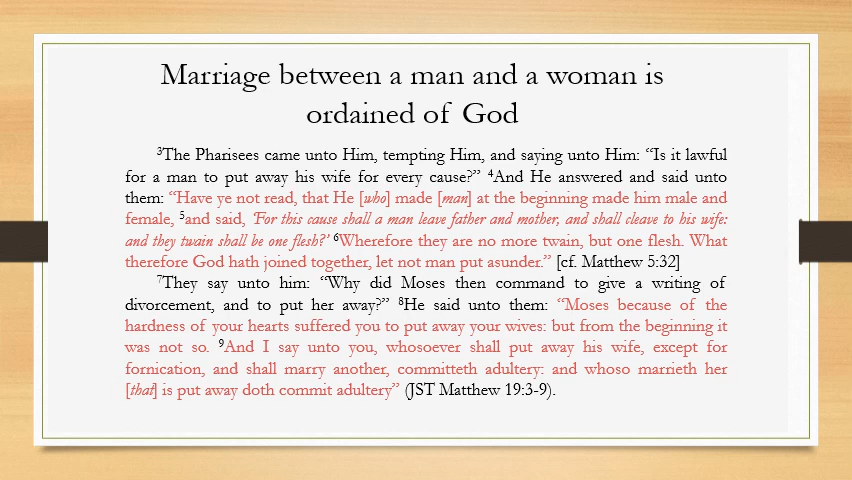 Marriage between a man and a woman is
ordained of God
³The Pharisees came unto Him, tempting Him, and saying unto Him: “Is it lawful
for a man to put away his wife for every cause?” ⁴And He answered and said unto
them: “Have ye not read, that He [who] made [man] at the beginning made him male and
female, ⁵and said, ‘For this cause shall a man leave father and mother, and shall cleave to his wife:
and they twain shall be one flesh?’ ⁶Wherefore they are no more twain, but one flesh. What
therefore God hath joined together, let not man put asunder.” [cf. Matthew 5:32]
⁷They say unto him: “Why did Moses then command to give a writing of
divorcement, and to put her away?” ⁸He said unto them: “Moses because of the
hardness of your hearts suffered you to put away your wives: but from the beginning it
was not so. ⁹And I say unto you, whosoever shall put away his wife, except for
fornication, and shall marry another, committeth adultery: and whoso marrieth her
[that] is put away doth commit adultery” (JST Matthew 19:3-9).